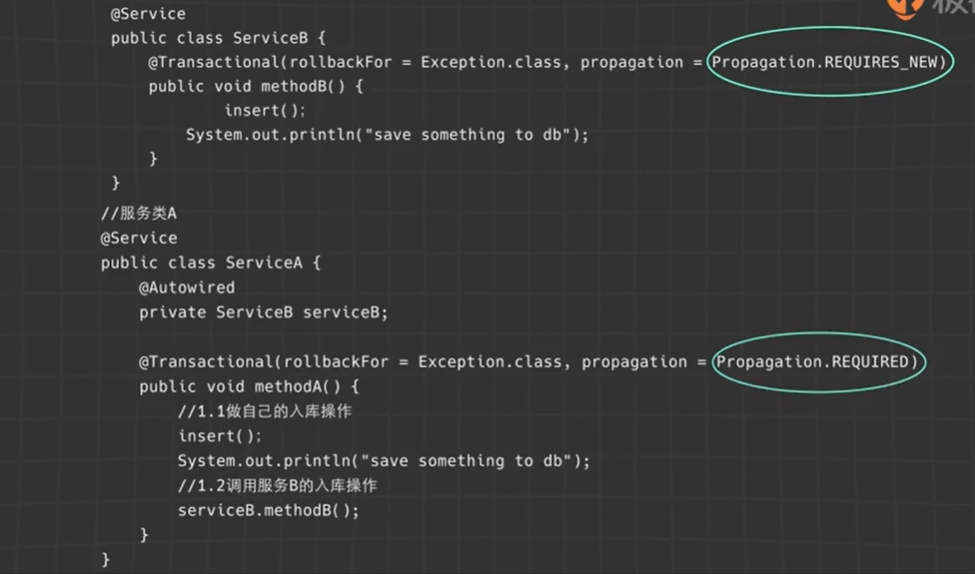 @Service
public class ServiceB {
@Transactional(rollbackFor = Exception.class, propagation = Propagation.REQUIRES_NEW)
public void methodB() {
insert();
System.out.println("save something to db");
}
}
//服务类A
@Service
public class ServiceA {
@Autowired
private ServiceB serviceB;
@Transactional(rollbackFor = Exception.class, propagation = Propagation.REQUIRED)
public void methodA() {
//1.1做自己的入库操作
insert();
System.out.println("save something to db");
//1.2调用服务B的入库操作
serviceB.methodB();
}
}